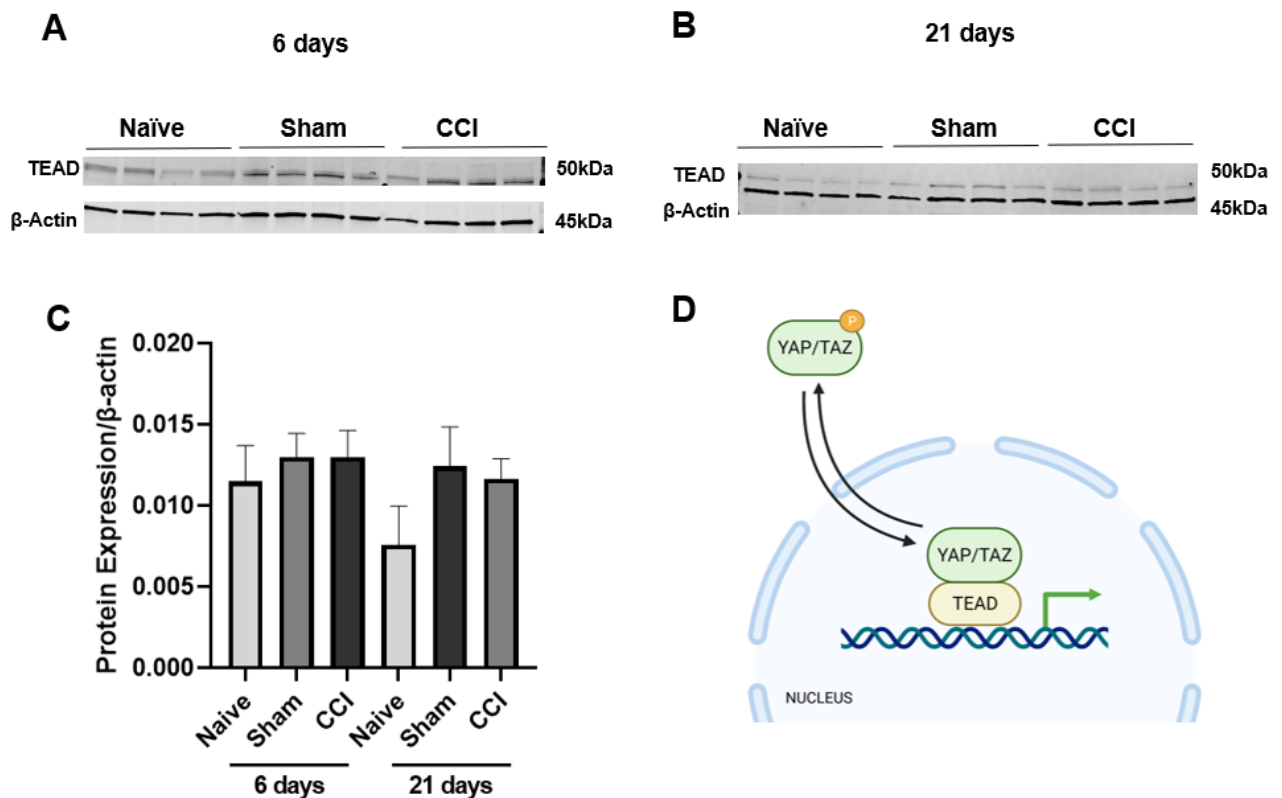 A
6 days
Naïve Sham CCI
TEAD 50kDa
β-Actin 45kDa
B
21 days
Naïve Sham CCI
TEAD 50kDa
β-Actin 45kDa
C
Protein Expression/β-actin
0.020
0.015
0.010
0.005
0.000
Naive Sham CCI Naive Sham CCI
6 days 21 days
D
P
YAP/TAZ
YAP/TAZ
TEAD
NUCLEUS